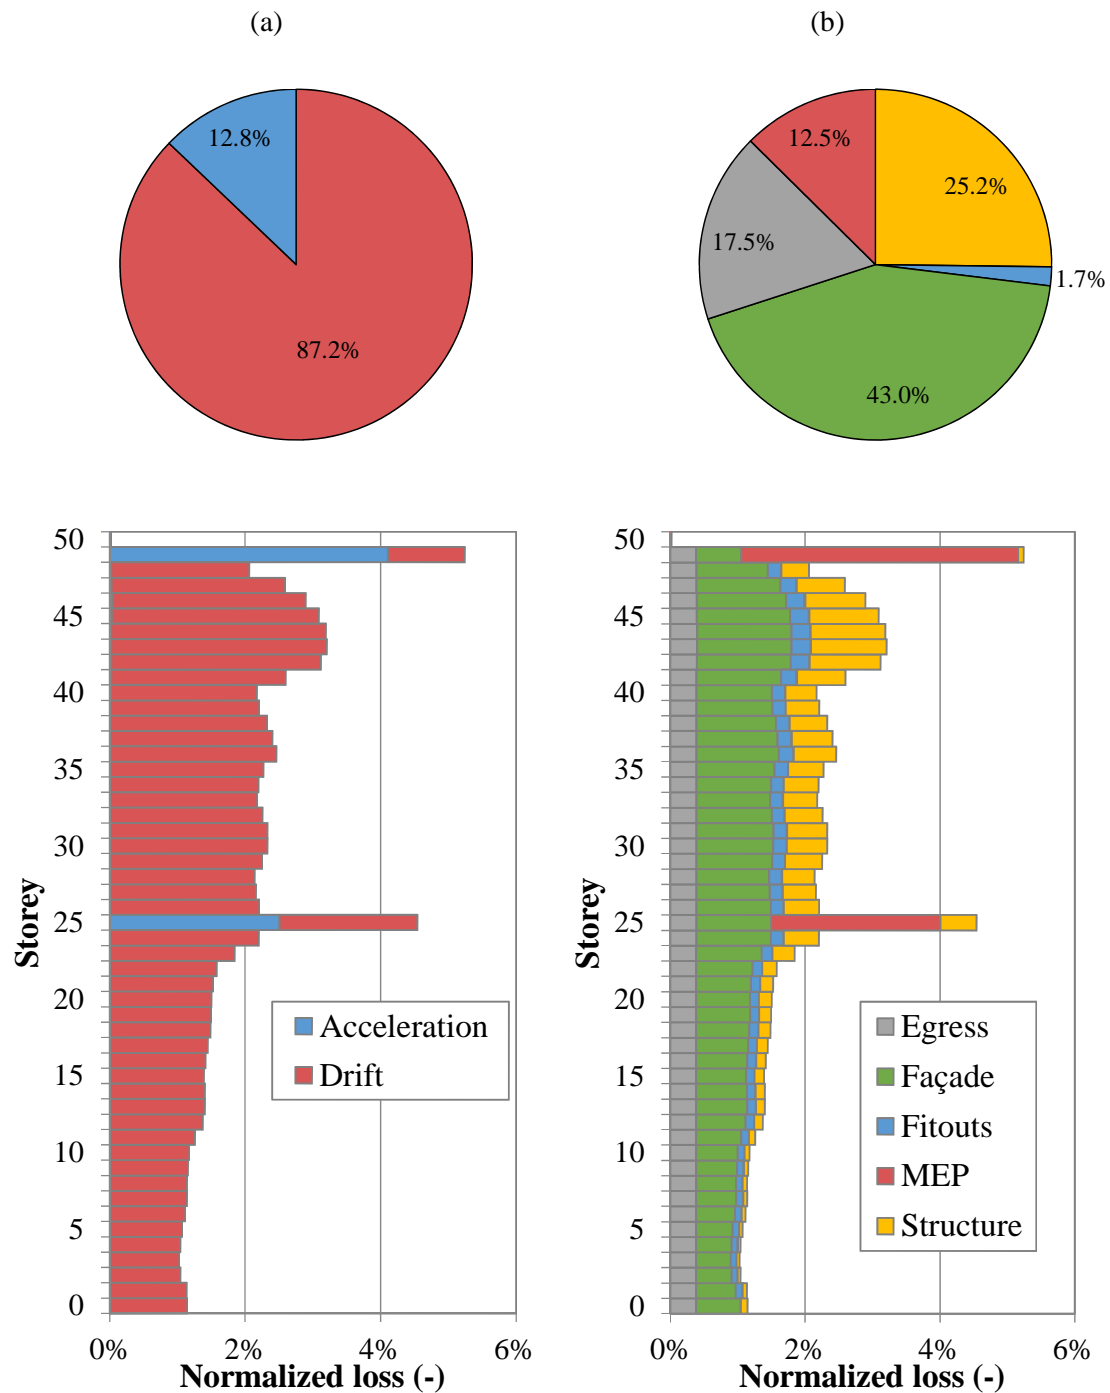 (a)
(b)
12.8%
87.2%
12.5%
25.2%
17.5%
1.7%
43.0%
50
45
40
35
30
25
20
15
10
5
0
Storey
Acceleration
Drift
0%
2%
4%
6%
Normalized loss (-)
50
45
40
35
30
25
20
15
10
5
0
Storey
Egress
Façade
Fitouts
MEP
Structure
0%
2%
4%
6%
Normalized loss (-)